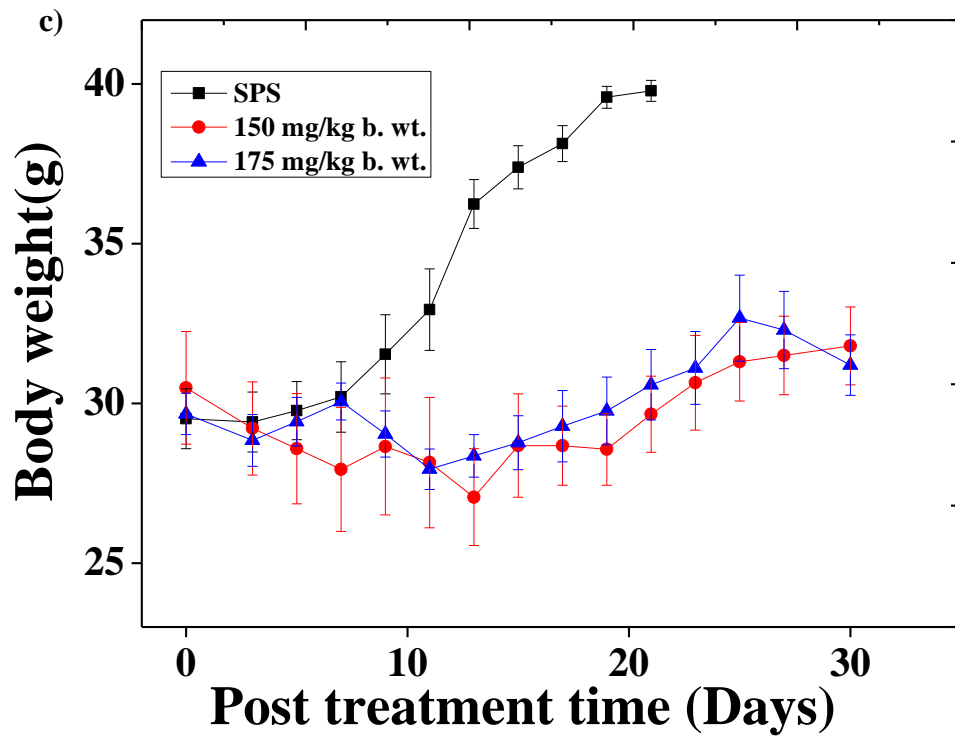 c)
SPS
150 mg/kg b. wt.
175 mg/kg b. wt.
Body weight(g)
40
35
30
25
0 10 20 30
Post treatment time (Days)